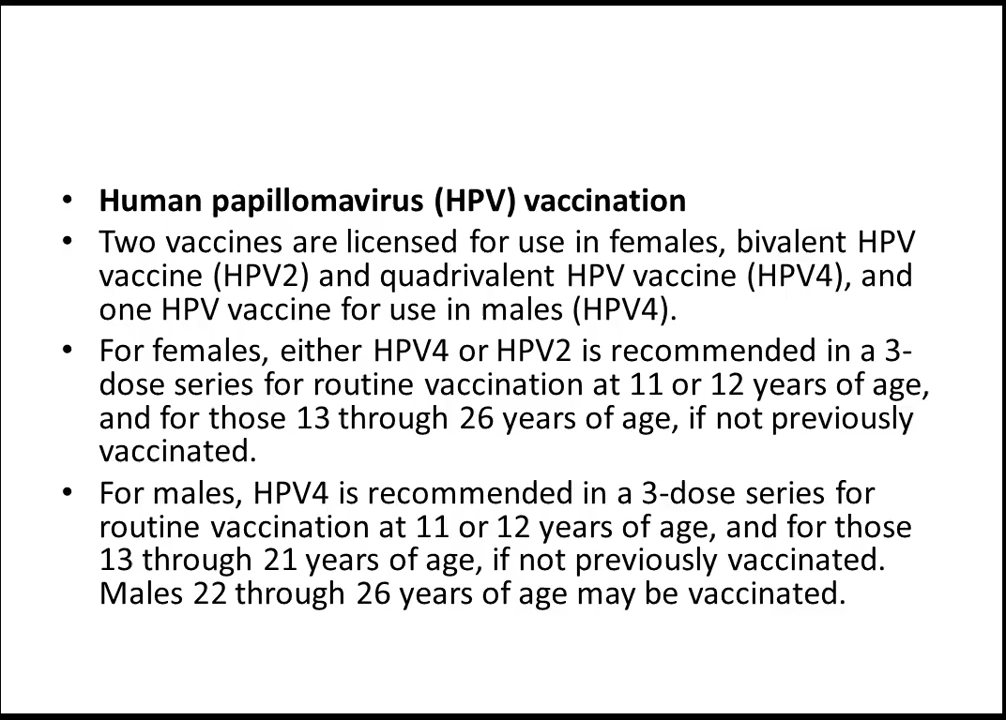 • Human papillomavirus (HPV) vaccination
• Two vaccines are licensed for use in females, bivalent HPV
vaccine (HPV2) and quadrivalent HPV vaccine (HPV4), and
one HPV vaccine for use in males (HPV4).
• For females, either HPV4 or HPV2 is recommended in a 3-
dose series for routine vaccination at 11 or 12 years of age,
and for those 13 through 26 years of age, if not previously
vaccinated.
• For males, HPV4 is recommended in a 3-dose series for
routine vaccination at 11 or 12 years of age, and for those
13 through 21 years of age, if not previously vaccinated.
Males 22 through 26 years of age may be vaccinated.